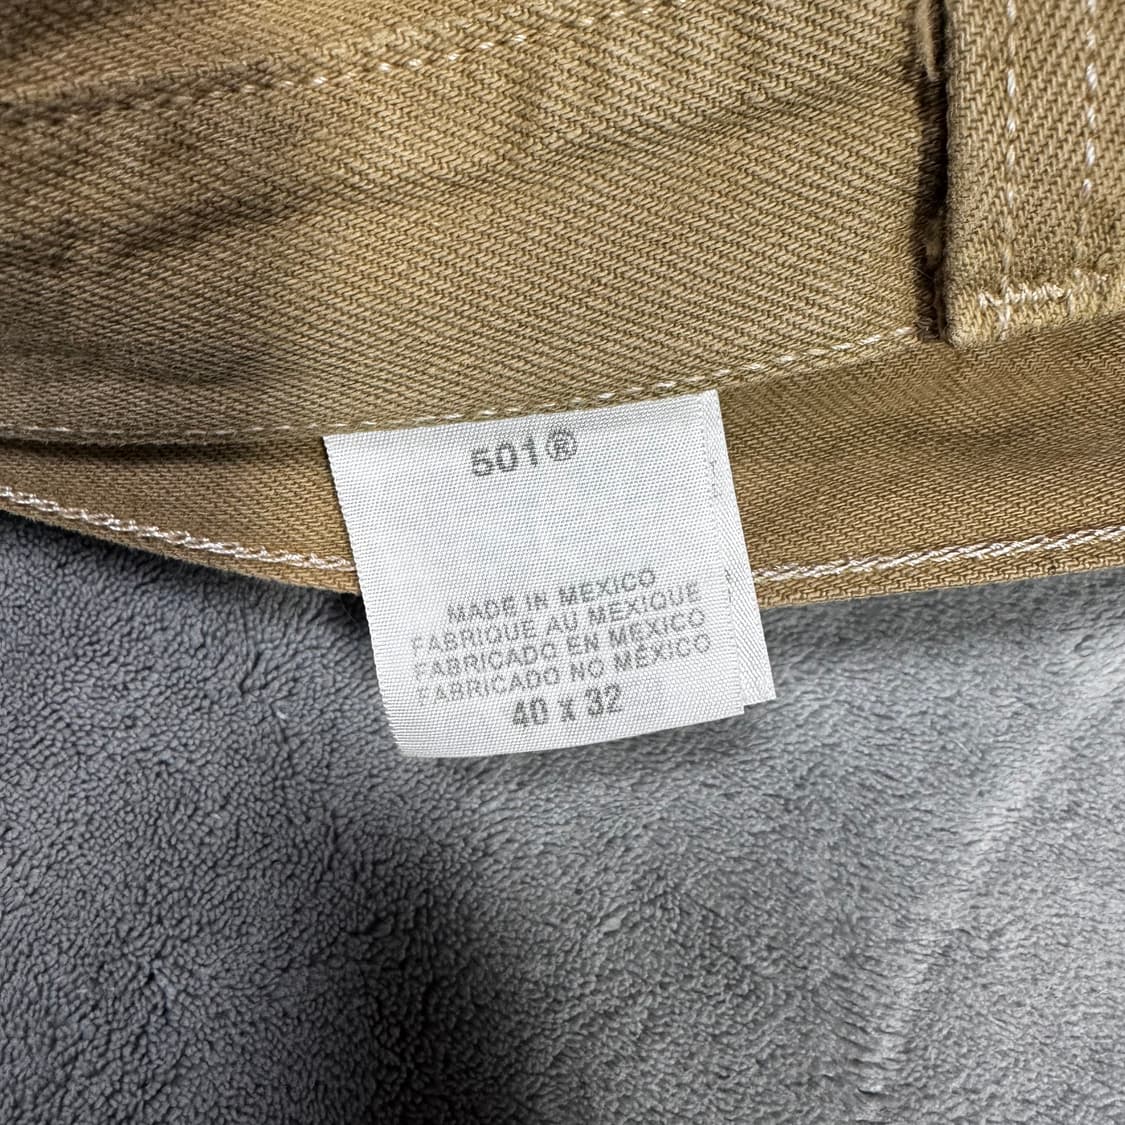 501®
MADE IN MEXICO
FABRIQUE AU MEXIQUE
FABRICADO EN MEXICO
FABRICADO NO MÉXICO
40 x 32